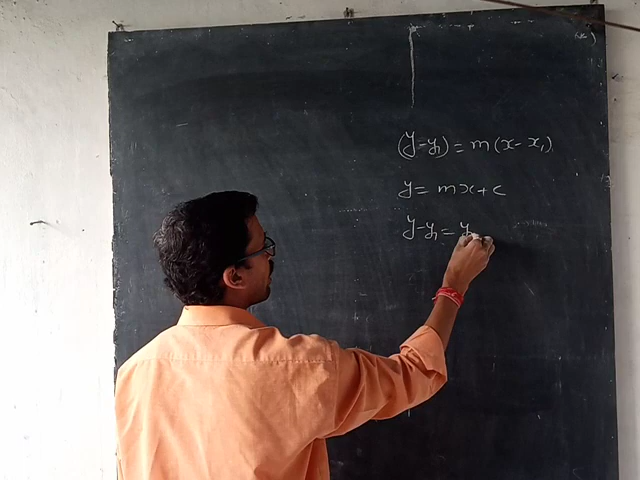 (y-y₁) = m(x-x₁)
y = mx+c
y-y₁ = y